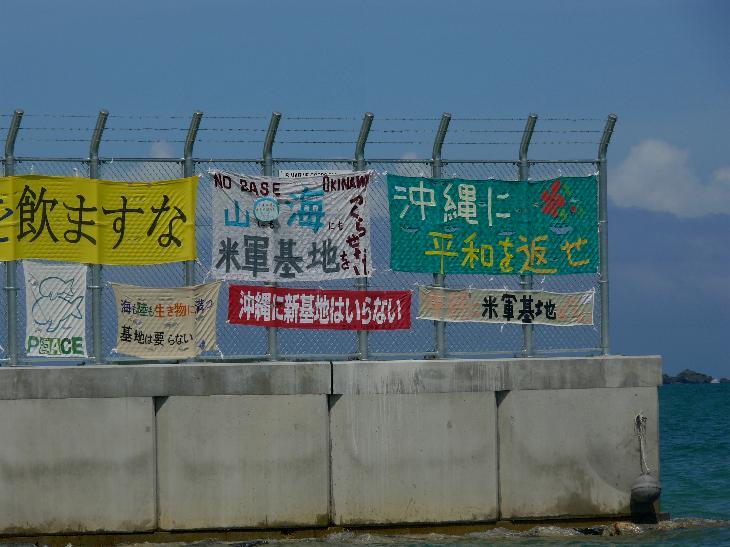 飲ますな
NO BASE OKINAWA
山にも海にも
米軍基地を
つくらせない
沖縄に
平和を返せ
PEACE
海も陸も生き物に満つ
基地は要らない
沖縄に新基地はいらない
米軍基地